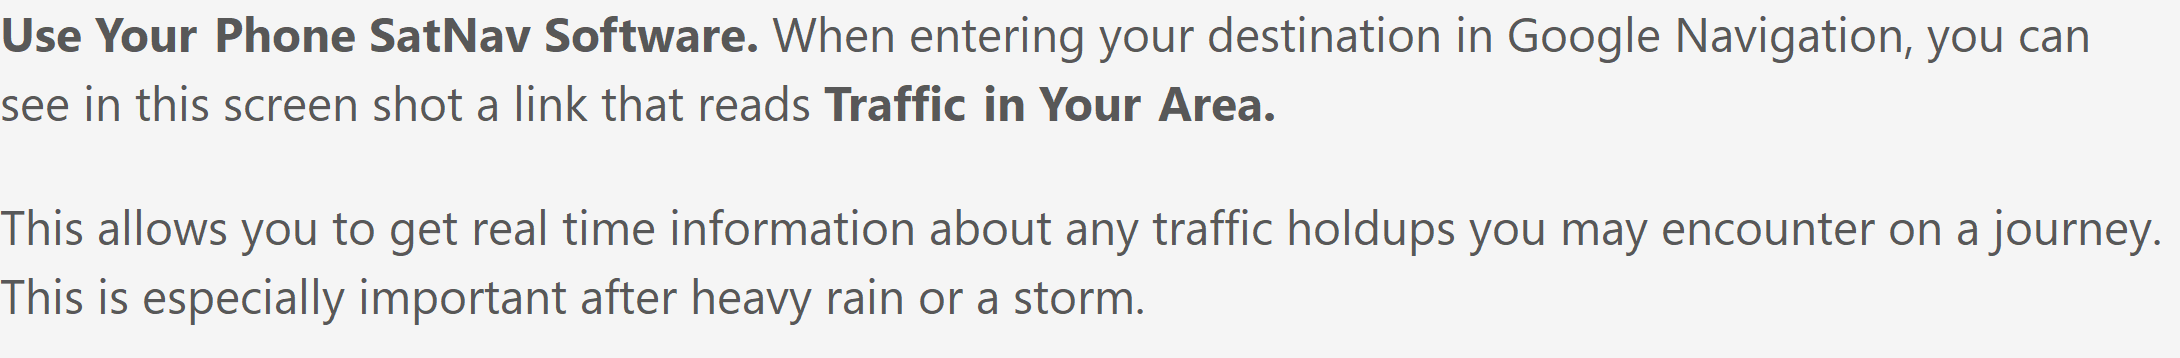 Use Your Phone SatNav Software. When entering your destination in Google Navigation, you can
see in this screen shot a link that reads Traffic in Your Area.
This allows you to get real time information about any traffic holdups you may encounter on a journey.
This is especially important after heavy rain or a storm.